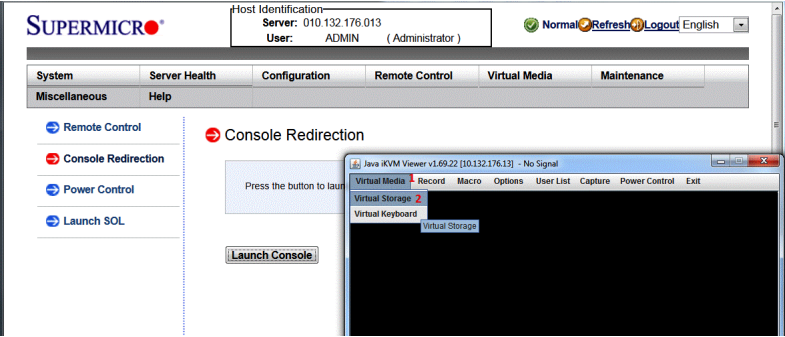 Host Identification
SUPERMICRO
Server: 010.132.176.013
User: ADMIN ( Administrator )
Normal Refresh Logout English
System Server Health Configuration Remote Control Virtual Media Maintenance
Miscellaneous Help
Remote Control
Console Redirection
Power Control
Launch SOL
Console Redirection
Press the button to laun
Launch Console
Java iKVM Viewer v1.69.22 [10.132.176.13] - No Signal
Virtual Media 1 Record Macro Options User List Capture Power Control Exit
Virtual Storage 2
Virtual Keyboard
Virtual Storage